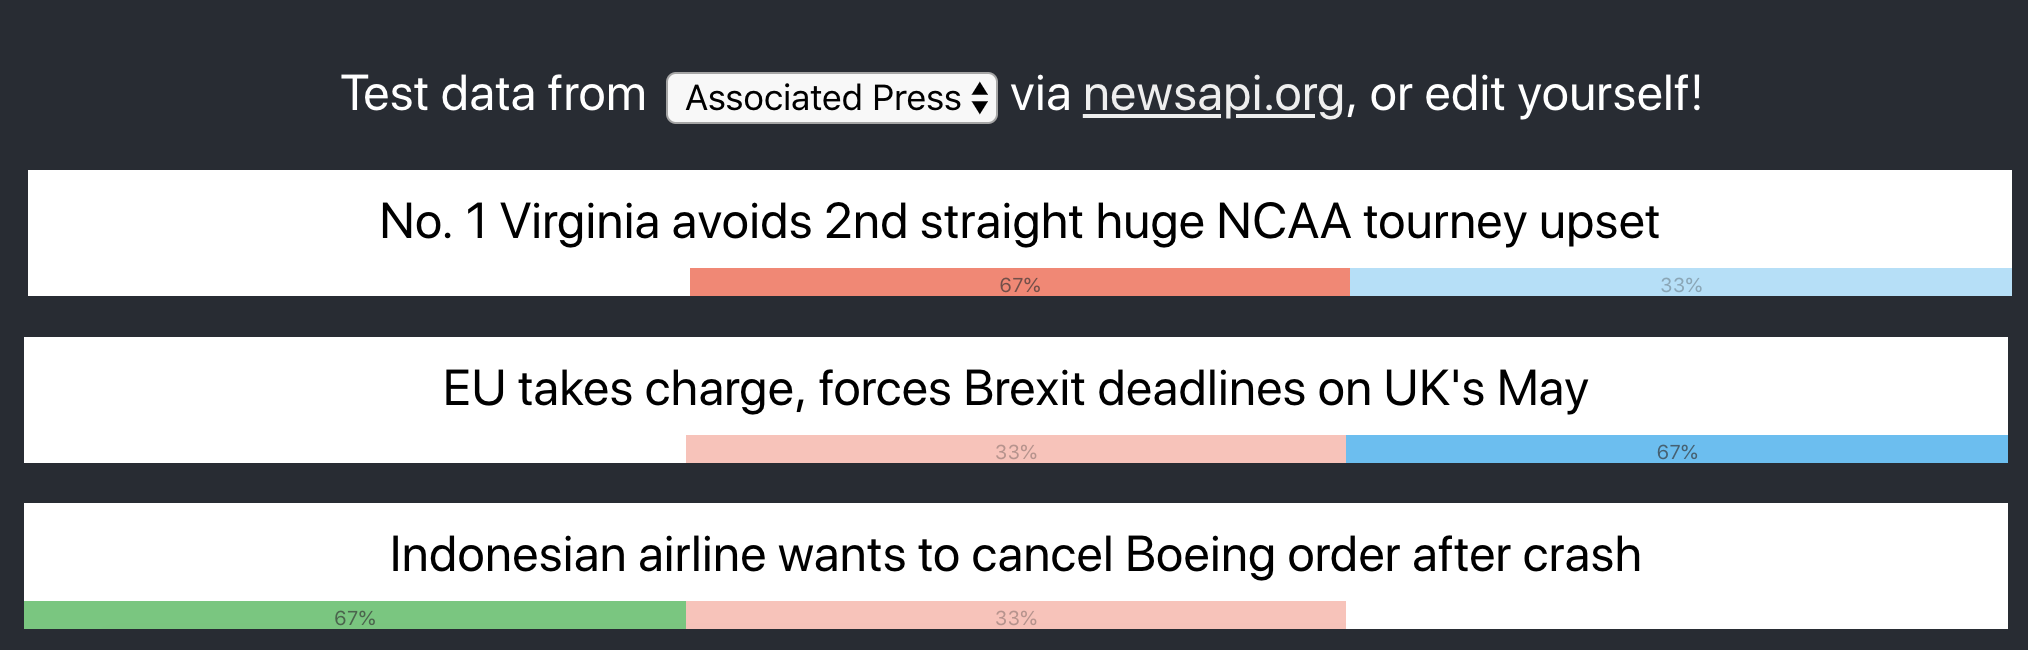 Test data from Associated Press via newsapi.org, or edit yourself!
No. 1 Virginia avoids 2nd straight huge NCAA tourney upset
67% 33%
EU takes charge, forces Brexit deadlines on UK's May
33% 67%
Indonesian airline wants to cancel Boeing order after crash
67% 33%